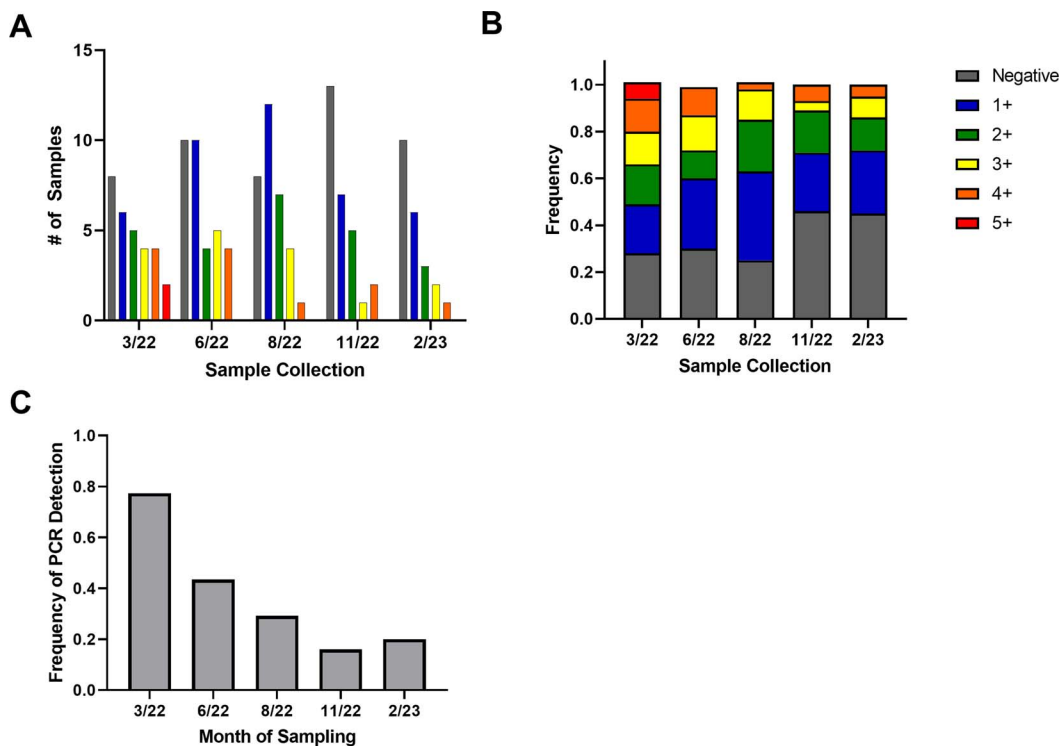 A
15
10
5
0
# of Samples
3/22 6/22 8/22 11/22 2/23
Sample Collection
B
1.0
0.8
0.6
0.4
0.2
0.0
Frequency
3/22 6/22 8/22 11/22 2/23
Sample Collection
Negative
1+
2+
3+
4+
5+
C
1.0
0.8
0.6
0.4
0.2
0.0
Frequency of PCR Detection
3/22 6/22 8/22 11/22 2/23
Month of Sampling